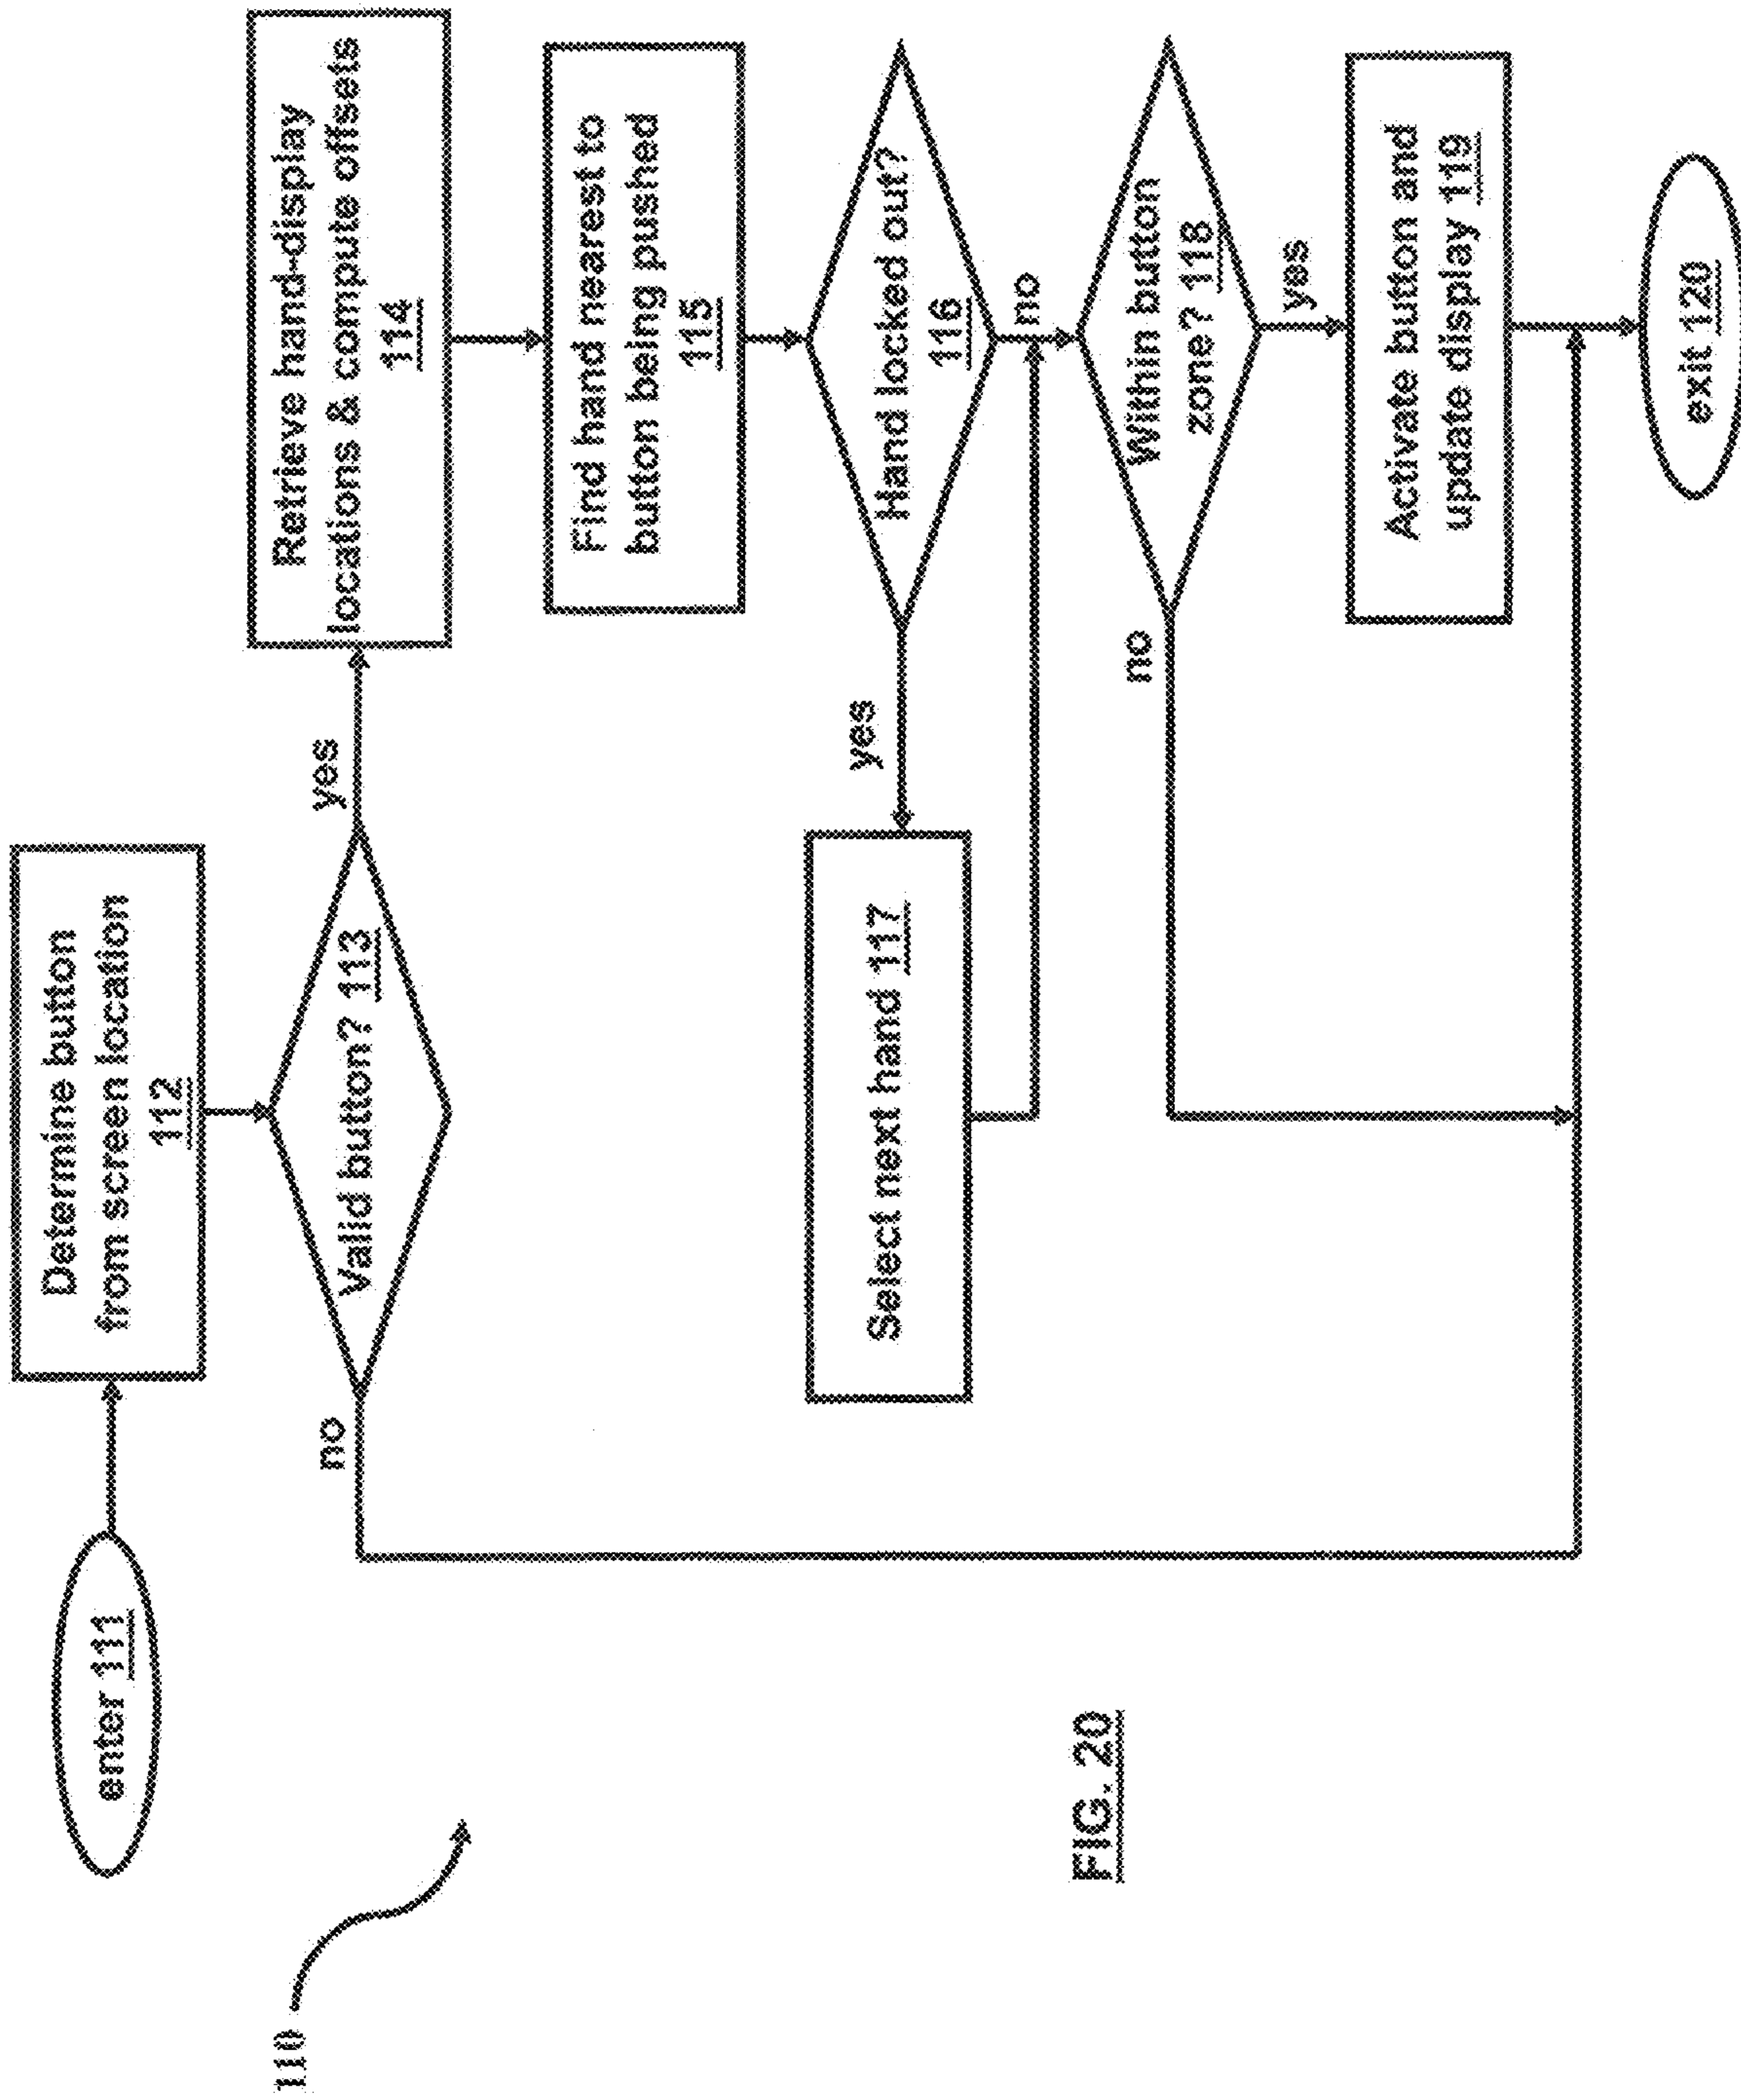 110
enter 111
Determine button
from screen location
112
Valid button? 113
yes
no
Retrieve hand-display
locations & compute offsets
114
Find hand nearest to
button being pushed
115
Hand locked out?
116
yes
no
Select next hand 117
Within button
zone? 118
no
yes
Activate button and
update display 119
exit 120
FIG. 20